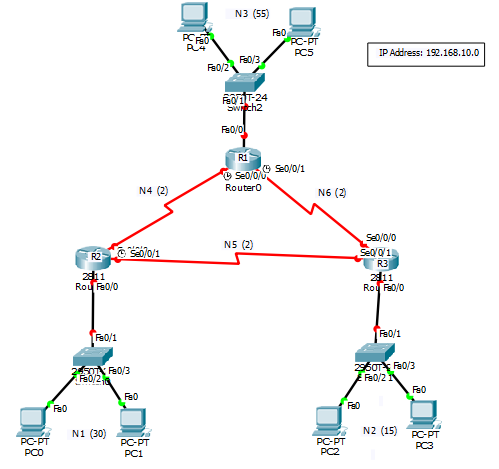 N3 (55)
PC-PT
PC4
Fa0
Fa0
PC-PT
PC5
IP Address: 192.168.10.0
Fa0/2
Fa0/3
Fa0/1
Switch2
Fa0/0
R1
Se0/0/0
Se0/0/1
Router0
N4 (2)
N6 (2)
N5 (2)
R2
Se0/0/1
2811
Fa0/0
Se0/0/0
Se0/0/1
R3
2811
Fa0/0
Fa0/1
Fa0/3
Fa0/2
Fa0
Fa0
N1 (30)
PC-PT
PC0
PC-PT
PC1
Fa0/1
Fa0/3
Fa0/2
Fa0
Fa0
N2 (15)
PC-PT
PC2
PC-PT
PC3